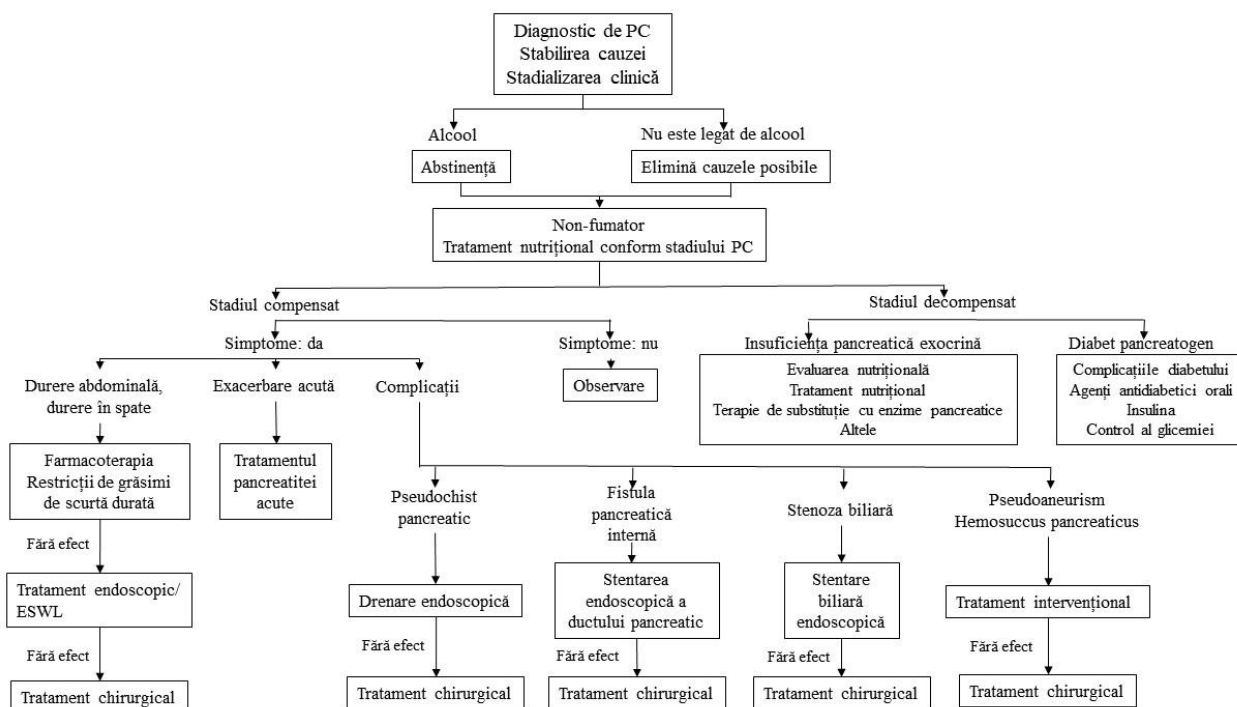 Diagnostic de PC
Stabilirea cauzei
Stadializarea clinică
Alcool
Nu este legat de alcool
Abstinență
Elimină cauzele posibile
Non-fumator
Tratament nutrițional conform stadiului PC
Stadiul compensat
Stadiul decompensat
Simptome: da
Simptome: nu
Insuficiența pancreatică exocrină
Diabet pancreatogen
Durere abdominală,
durere în spate
Exacerbare acută
Complicații
Observare
Evaluarea nutrițională
Tratament nutrițional
Terapie de substituție cu enzime pancreatice
Altele
Complicațiile diabetului
Agenți antidiabetici orali
Insulina
Control al glicemiei
Farmacoterapia
Restricții de grăsimi
de scurtă durată
Tratamentul
pancreatitei
acute
Pseudochist
pancreatic
Fistula
pancreatică
internă
Stenoza biliară
Pseudoanevrism
Hemosuccus pancreaticus
Fără efect
Tratament endoscopic/
ESWL
Drenare endoscopică
Stentarea
endoscopică a
ductului pancreatic
Stentare
biliară
endoscopică
Tratament intervențional
Fără efect
Fără efect
Fără efect
Fără efect
Fără efect
Tratament chirurgical
Tratament chirurgical
Tratament chirurgical
Tratament chirurgical
Tratament chirurgical